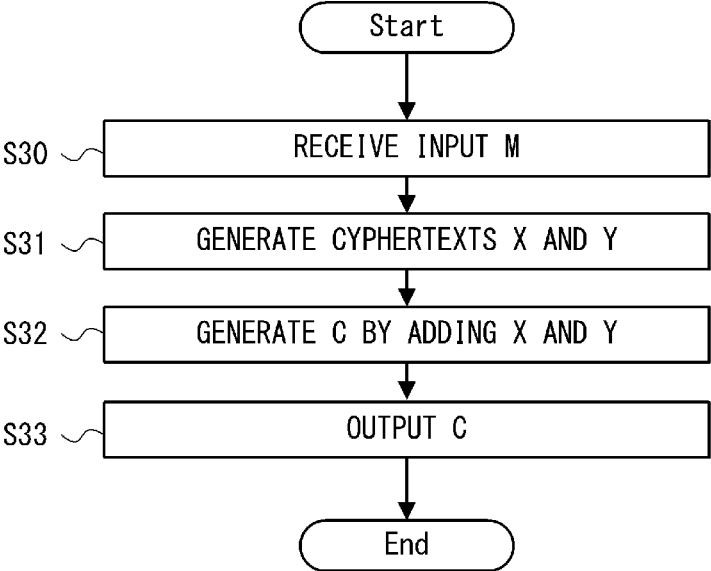 Start
S30 RECEIVE INPUT M
S31 GENERATE CYPHERTEXTS X AND Y
S32 GENERATE C BY ADDING X AND Y
S33 OUTPUT C
End